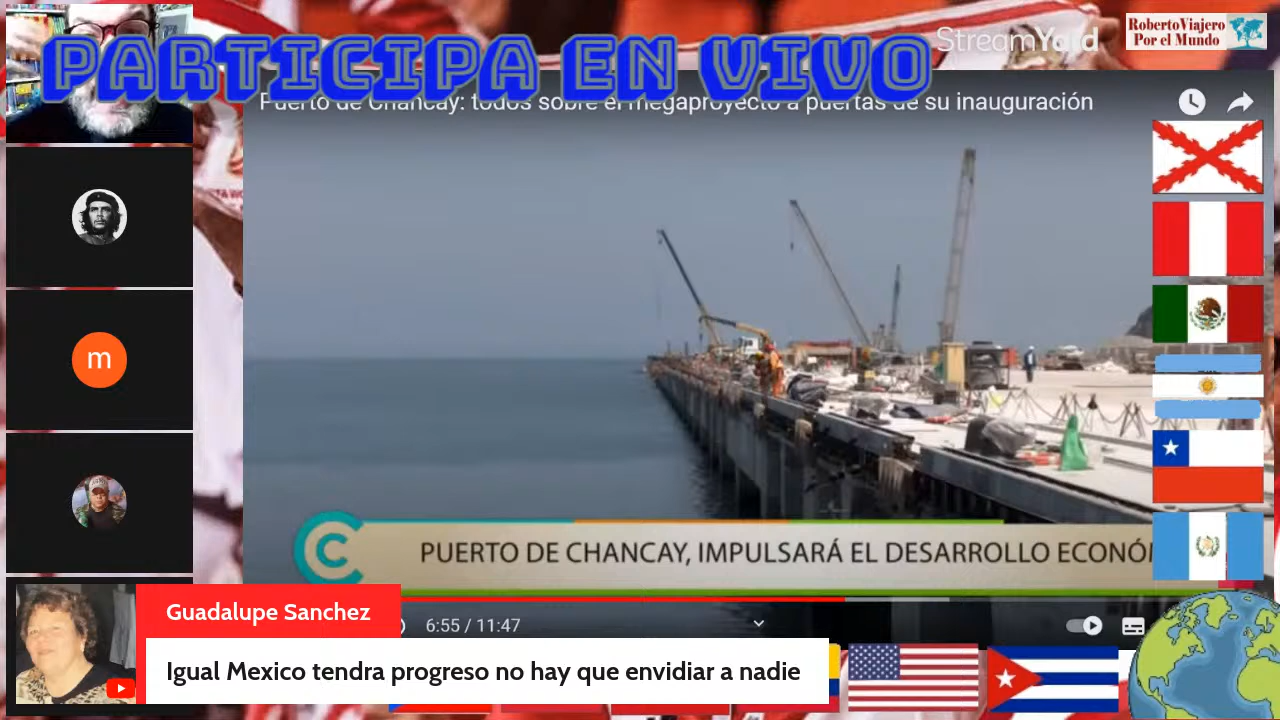 PARTICIPA EN VIVO
StreamYard
Roberto Viajero
Por el Mundo
Puerto de Chancay: todos sobre el megaproyecto a puertas de su inauguración
m
C
PUERTO DE CHANCAY, IMPULSARÁ EL DESARROLLO ECONÓ
6:55 / 11:47
Guadalupe Sanchez
Igual Mexico tendra progreso no hay que envidiar a nadie